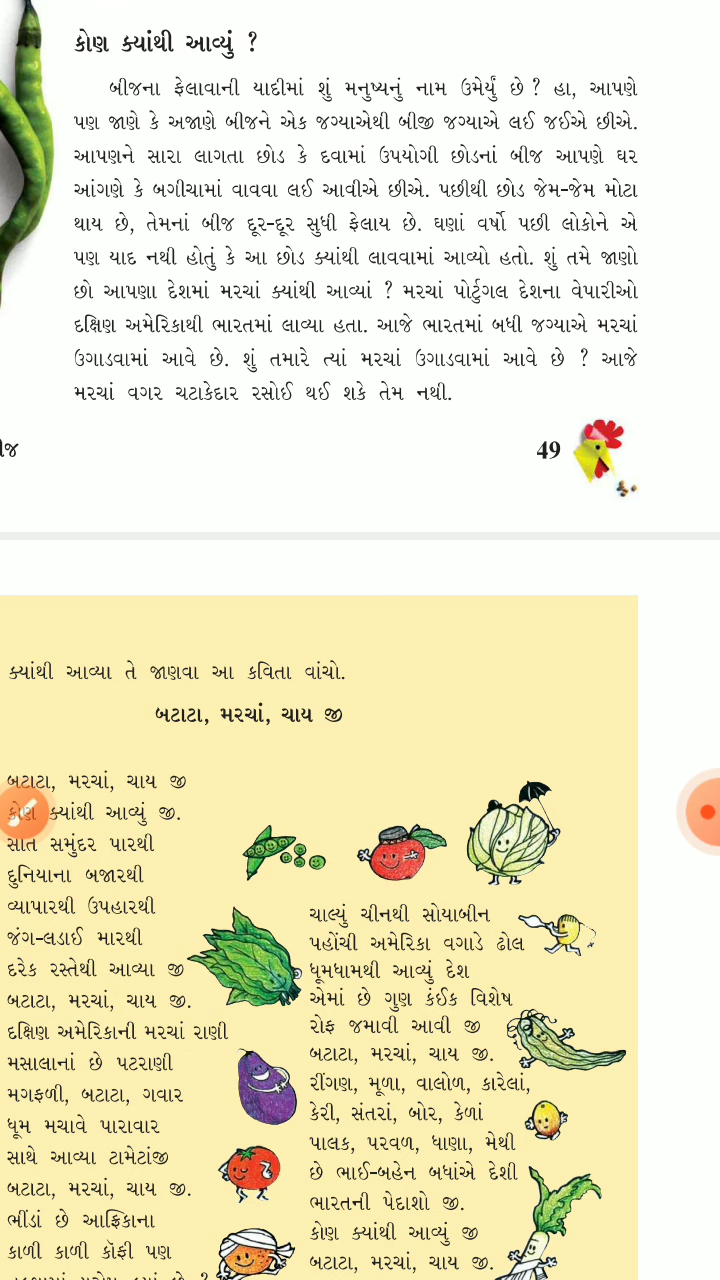 કોણ ક્યાંથી આવ્યું ?
બીજના ફેલાવાની યાદીમાં શું મનુષ્યનું નામ ઉમેર્યું છે ? હા, આપણે
પણ જાણે કે અજાણે બીજને એક જગ્યાએથી બીજી જગ્યાએ લઈ જઈએ છીએ.
આપણને સારા લાગતા છોડ કે દવામાં ઉપયોગી છોડનાં બીજ આપણે ઘર
આંગણે કે બગીચામાં વાવવા લઈ આવીએ છીએ. પછીથી છોડ જેમ-જેમ મોટા
થાય છે, તેમનાં બીજ દૂર-દૂર સુધી ફેલાય છે. ઘણાં વર્ષો પછી લોકોને એ
પણ યાદ નથી હોતું કે આ છોડ ક્યાંથી લાવવામાં આવ્યો હતો. શું તમે જાણો
છો આપણા દેશમાં મરચાં ક્યાંથી આવ્યાં ? મરચાં પોર્ટુગલ દેશના વેપારીઓ
દક્ષિણ અમેરિકાથી ભારતમાં લાવ્યા હતા. આજે ભારતમાં બધી જગ્યાએ મરચાં
ઉગાડવામાં આવે છે. શું તમારે ત્યાં મરચાં ઉગાડવામાં આવે છે ? આજે
મરચાં વગર ચટાકેદાર રસોઈ થઈ શકે તેમ નથી.
49
ક્યાંથી આવ્યા તે જાણવા આ કવિતા વાંચો.
બટાટા, મરચાં, ચાય જી
બટાટા, મરચાં, ચાય જી
કોણ ક્યાંથી આવ્યું જી.
સાત સમુંદર પારથી
દુનિયાના બજારથી
વ્યાપારથી ઉપહારથી
જંગ-લડાઈ મારથી
દરેક રસ્તેથી આવ્યા જી
બટાટા, મરચાં, ચાય જી.
દક્ષિણ અમેરિકાની મરચાં રાણી
મસાલાનાં છે પટરાણી
મગફળી, બટાટા, ગવાર
ધૂમ મચાવે પારાવાર
સાથે આવ્યા ટામેટાંજી
બટાટા, મરચાં, ચાય જી.
ભીંડાં છે આફ્રિકાના
કાળી કાળી કૉફી પણ
ચાલ્યું ચીનથી સોયાબીન
પહોંચી અમેરિકા વગાડે ઢોલ
ધૂમધામથી આવ્યું દેશ
એમાં છે ગુણ કંઈક વિશેષ
રોફ જમાવી આવી જી
બટાટા, મરચાં, ચાય જી.
રીંગણ, મૂળા, વાલોળ, કારેલાં,
કેરી, સંતરાં, બોર, કેળાં
પાલક, પરવળ, ધાણા, મેથી
છે ભાઈ-બહેન બધાંએ દેશી
ભારતની પેદાશો જી.
કોણ ક્યાંથી આવ્યું જી
બટાટા, મરચાં, ચાય જી.